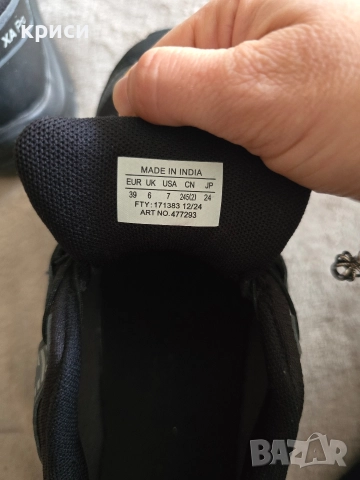 криси
MADE IN INDIA
EUR UK USA CN JP
39 6 7 245(2) 24
FTY: 171383 12/24
ART NO. 477293
BAZAR